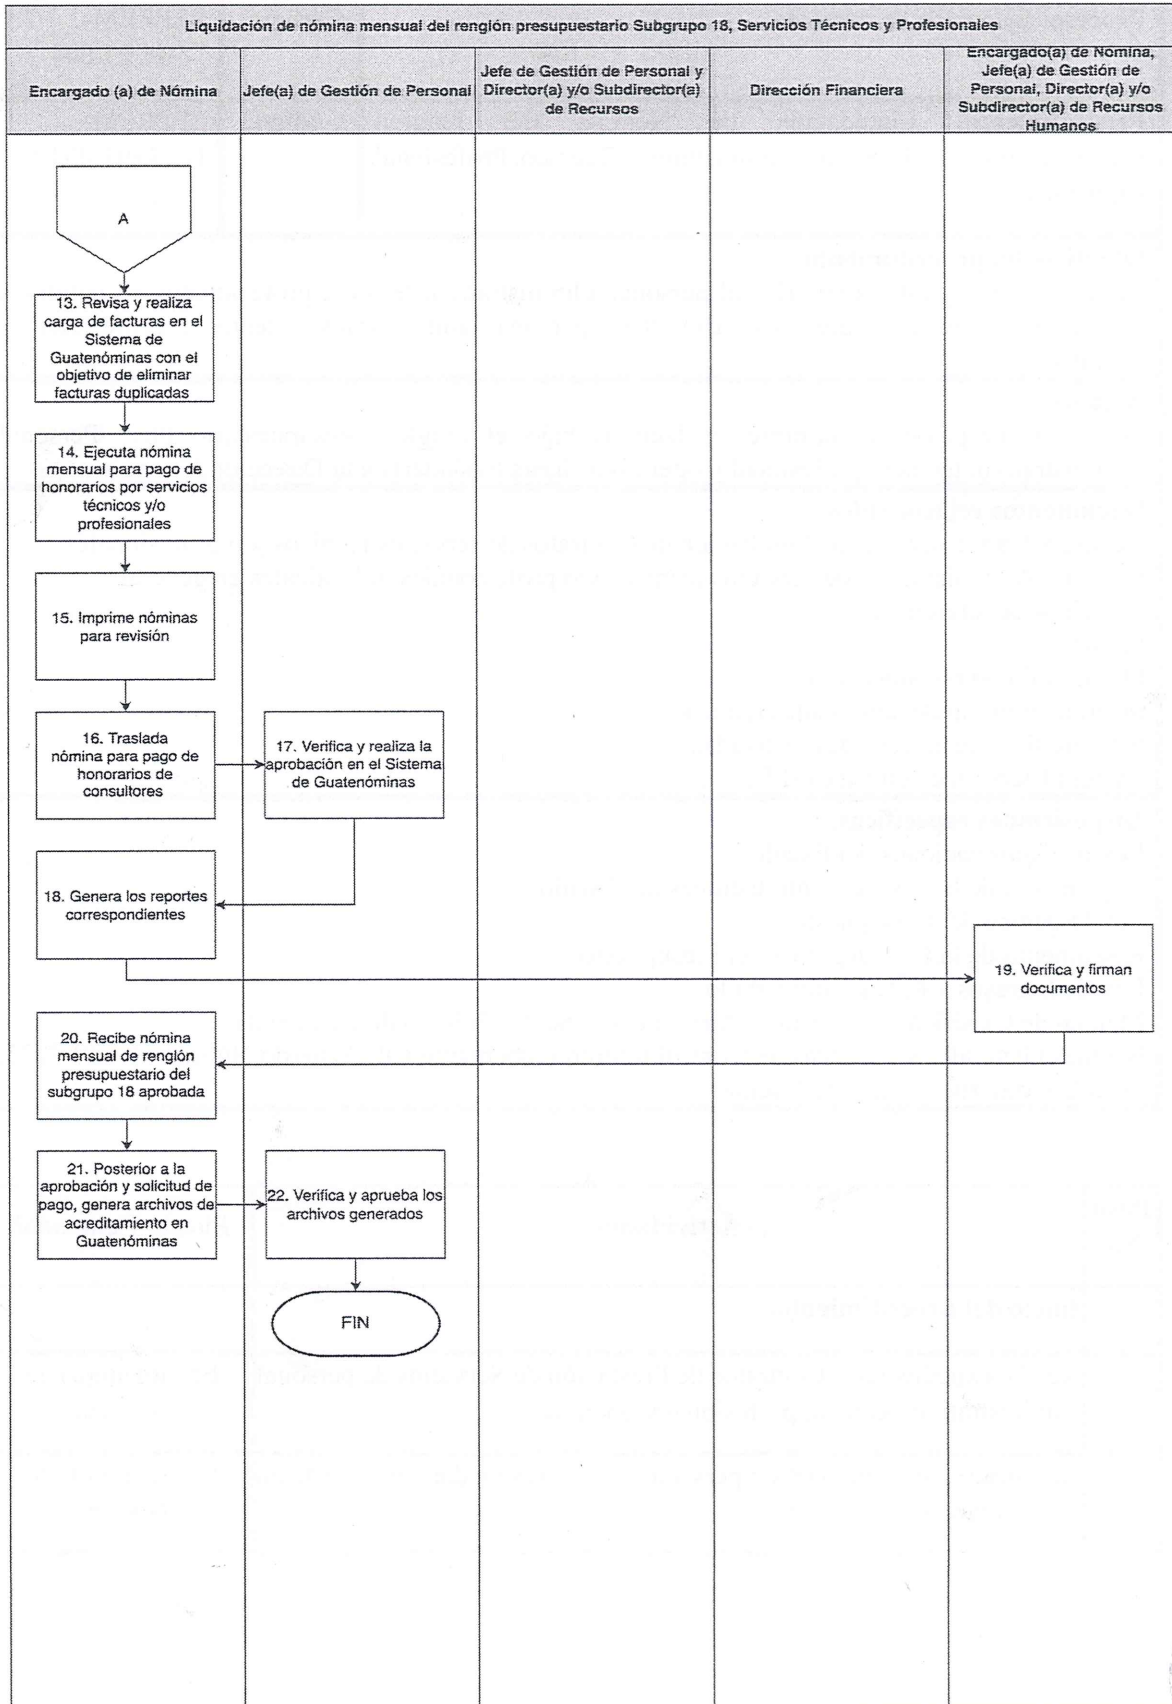 Liquidación de nómina mensual del renglón presupuestario Subgrupo 18, Servicios Técnicos y Profesionales
Encargado (a) de Nómina
Jefe(a) de Gestión de Personal
Jefe de Gestión de Personal y
Director(a) y/o Subdirector(a)
de Recursos
Dirección Financiera
Encargado(a) de Nómina,
Jefe(a) de Gestión de
Personal, Director(a) y/o
Subdirector(a) de Recursos
Humanos
A
13. Revisa y realiza
carga de facturas en el
Sistema de
Guatenóminas con el
objetivo de eliminar
facturas duplicadas
14. Ejecuta nómina
mensual para pago de
honorarios por servicios
técnicos y/o
profesionales
15. Imprime nóminas
para revisión
16. Traslada
nómina para pago de
honorarios de
consultores
17. Verifica y realiza la
aprobación en el Sistema
de Guatenóminas
18. Genera los reportes
correspondientes
19. Verifica y firman
documentos
20. Recibe nómina
mensual de renglón
presupuestario del
subgrupo 18 aprobada
21. Posterior a la
aprobación y solicitud de
pago, genera archivos de
acreditamiento en
Guatenóminas
22. Verifica y aprueba los
archivos generados
FIN